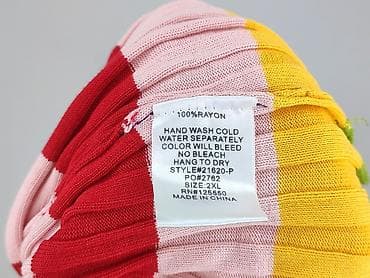 100%RAYON
HAND WASH COLD
WATER SEPARATELY
COLOR WILL BLEED
NO BLEACH
HANG TO DRY
STYLE#21620-P
PO#2762
SIZE:2XL
RN#125550
MADE IN CHINA